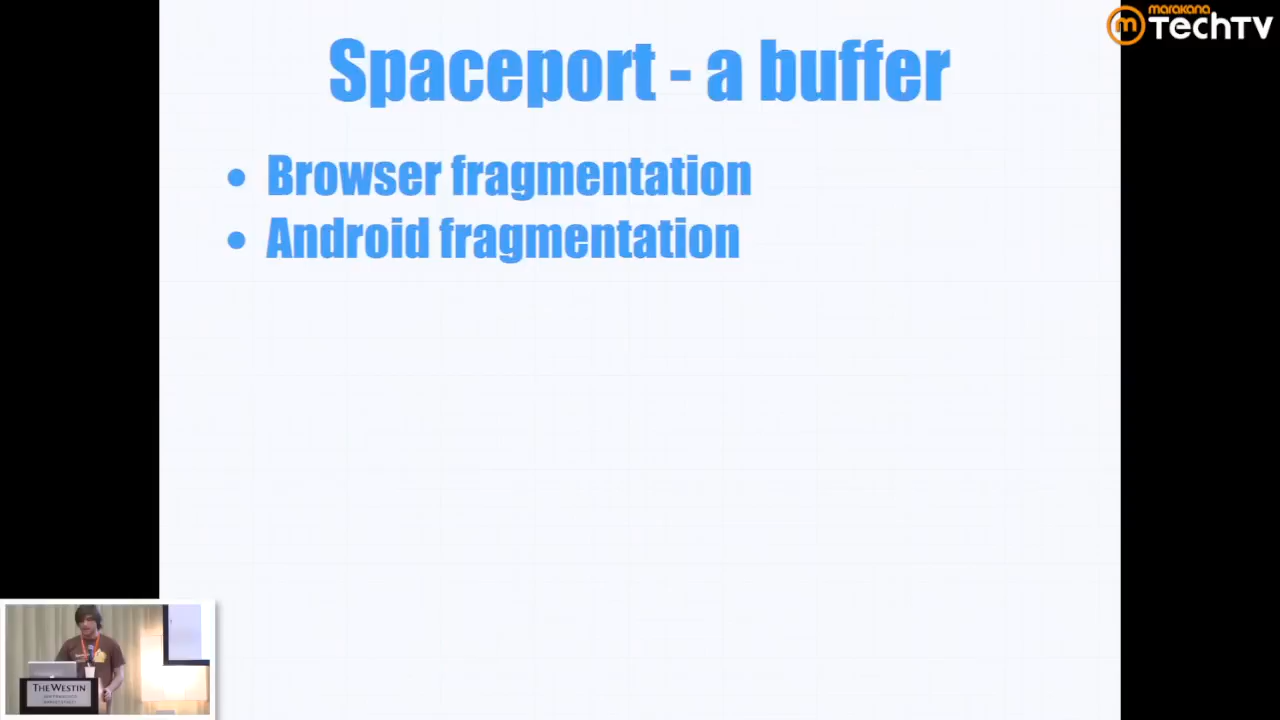 marakana
TechTV
Spaceport - a buffer
• Browser fragmentation
• Android fragmentation
THE WESTIN